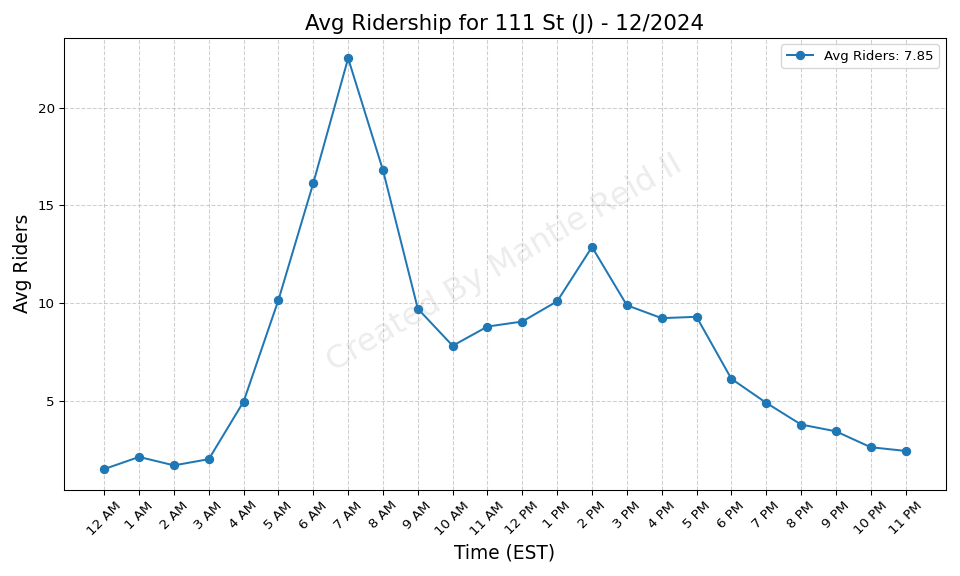 Avg Ridership for 111 St (J) - 12/2024
Avg Riders: 7.85
Avg Riders
20
15
10
5
Created By Mantie Reid II
12 AM
1 AM
2 AM
3 AM
4 AM
5 AM
6 AM
7 AM
8 AM
9 AM
10 AM
11 AM
12 PM
1 PM
2 PM
3 PM
4 PM
5 PM
6 PM
7 PM
8 PM
9 PM
10 PM
11 PM
Time (EST)